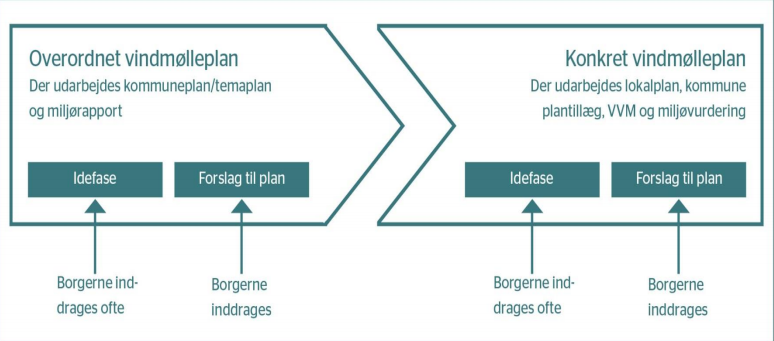 Overordnet vindmølleplan
Der udarbejdes kommuneplan/temaplan
og miljørapport
Idefase
Forslag til plan
Borgerne ind-
drages ofte
Borgerne
inddrages
Konkret vindmølleplan
Der udarbejdes lokalplan, kommune
plantillæg, VVM og miljøvurdering
Idefase
Forslag til plan
Borgerne ind-
drages ofte
Borgerne
inddrages